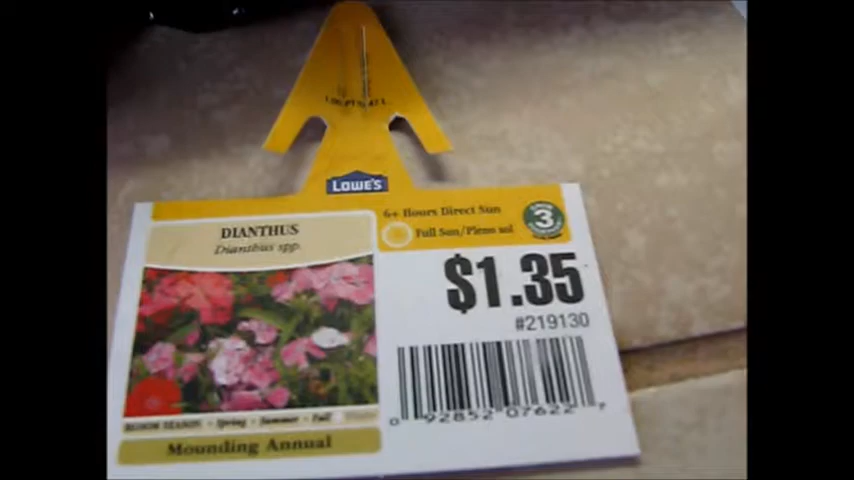 LOWE'S
DIANTHUS
Dianthus spp.
6+ Hours Direct Sun
Full Sun/Pleno sol
3
$1.35
#219130
0 92852 07622 7
BLOOM SEASON • Spring • Summer • Fall
Mounding Annual